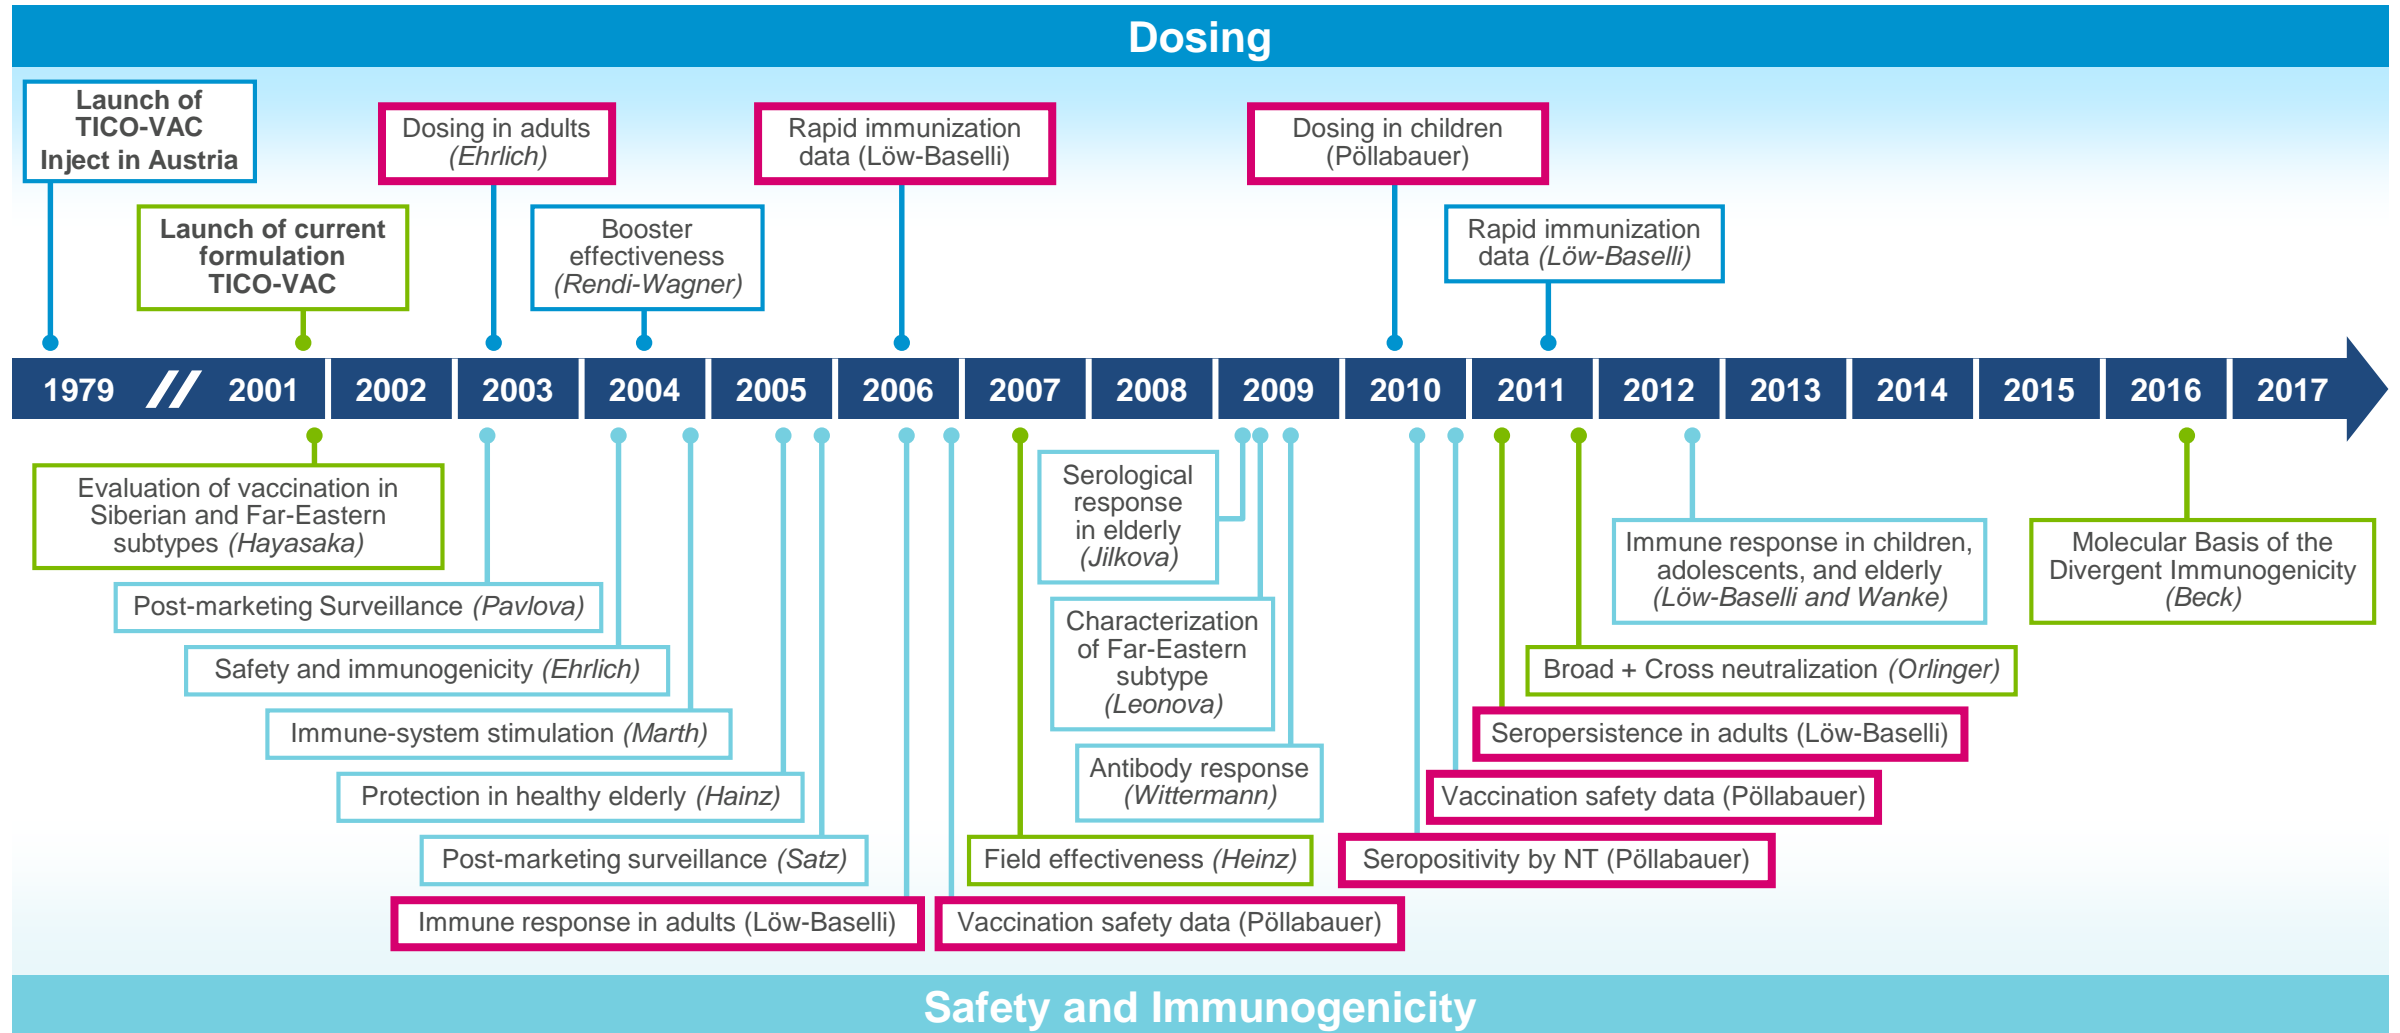 Dosing
Launch of
TICO-VAC
Inject in Austria
Dosing in adults
(Ehrlich)
Rapid immunization
data (Löw-Baselli)
Dosing in children
(Pöllabauer)
Launch of current
formulation
TICO-VAC
Booster
effectiveness
(Rendi-Wagner)
Rapid immunization
data (Löw-Baselli)
1979 // 2001 2002 2003 2004 2005 2006 2007 2008 2009 2010 2011 2012 2013 2014 2015 2016 2017
Evaluation of vaccination in
Siberian and Far-Eastern
subtypes (Hayasaka)
Post-marketing Surveillance (Pavlova)
Safety and immunogenicity (Ehrlich)
Immune-system stimulation (Marth)
Protection in healthy elderly (Hainz)
Post-marketing surveillance (Satz)
Immune response in adults (Löw-Baselli)
Vaccination safety data (Pöllabauer)
Field effectiveness (Heinz)
Serological
response
in elderly
(Jilkova)
Characterization
of Far-Eastern
subtype
(Leonova)
Antibody response
(Wittermann)
Seropositivity by NT (Pöllabauer)
Vaccination safety data (Pöllabauer)
Seropersistence in adults (Löw-Baselli)
Broad + Cross neutralization (Orlinger)
Immune response in children,
adolescents, and elderly
(Löw-Baselli and Wanke)
Molecular Basis of the
Divergent Immunogenicity
(Beck)
Safety and Immunogenicity